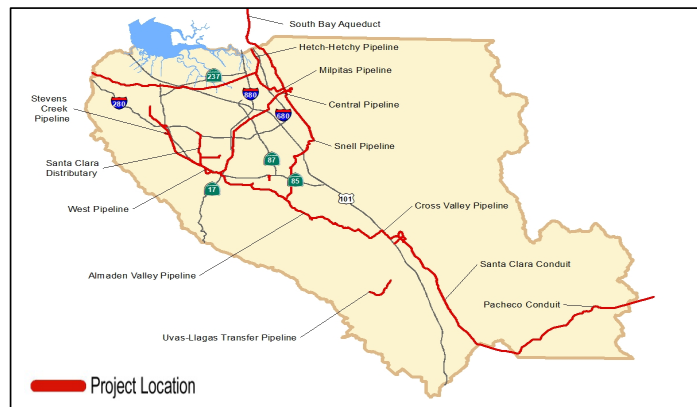 South Bay Aqueduct
Hetch-Hetchy Pipeline
237
Milpitas Pipeline
Stevens
Creek
Pipeline
280
880
Central Pipeline
680
Snell Pipeline
Santa Clara
Distributary
87
17
85
101
West Pipeline
Cross Valley Pipeline
Almaden Valley Pipeline
Santa Clara Conduit
Pacheco Conduit
Uvas-Llagas Transfer Pipeline
Project Location